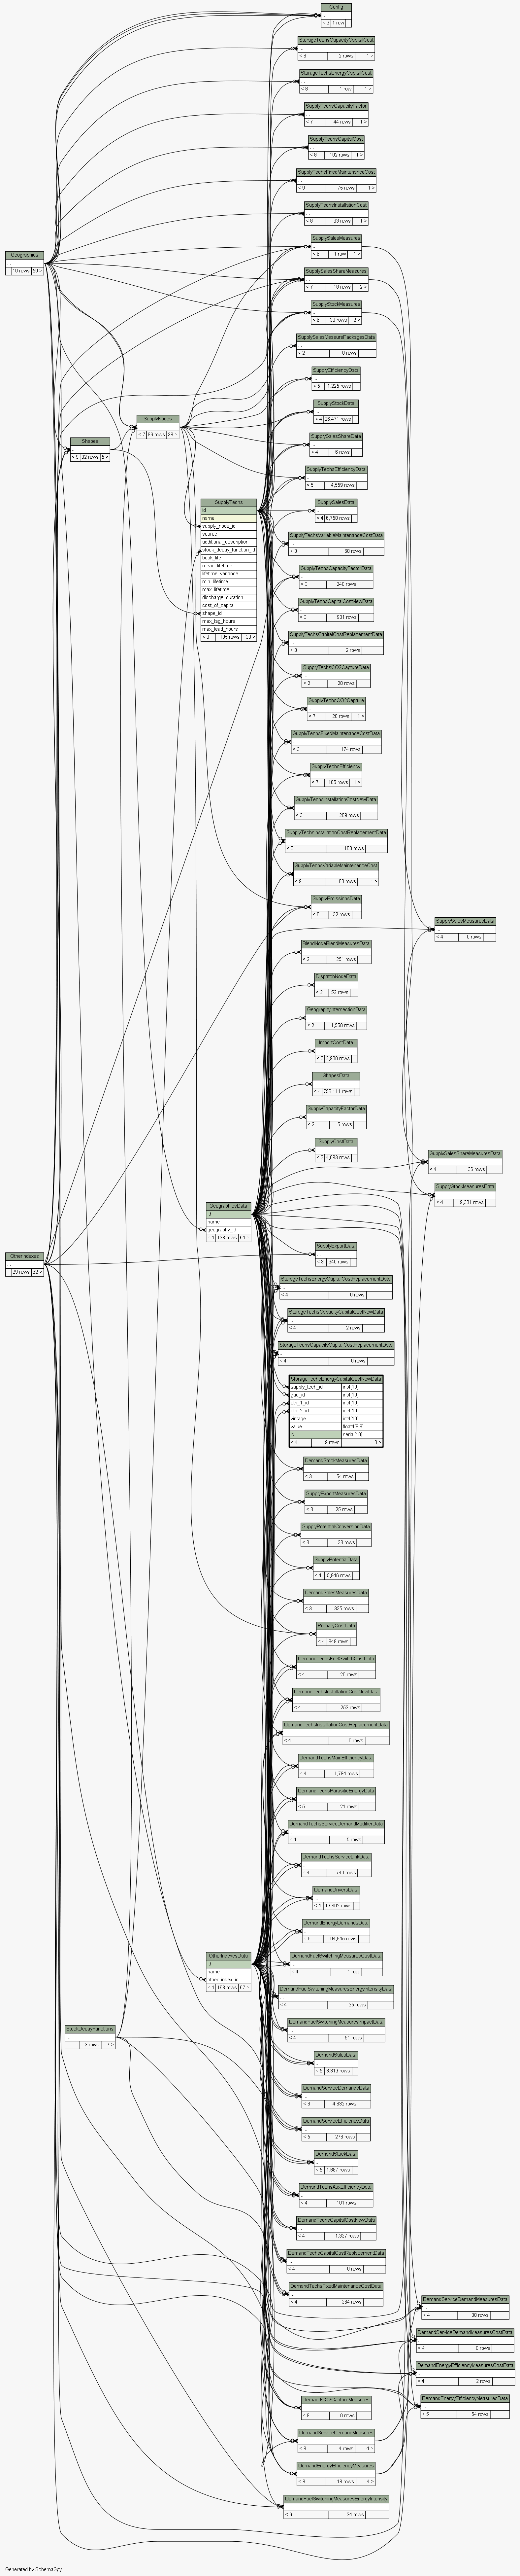 Config
< 8 1 row
StorageTechsCapacityCapitalCost
< 8 2 rows 1 >
StorageTechsEnergyCapitalCost
< 8 1 row 1 >
SupplyTechsCapacityFactor
< 7 44 rows 1 >
SupplyTechsCapitalCost
< 8 102 rows 1 >
SupplyTechsFixedMaintenanceCost
< 9 75 rows 1 >
SupplyTechsInstallationCost
< 8 33 rows 1 >
SupplySalesMeasures
< 8 1 row 1 >
Geographies
10 rows 59 >
SupplySalesShareMeasures
< 7 18 rows 2 >
SupplyStockMeasures
< 8 33 rows 2 >
SupplySalesMeasurePackagesData
< 2 0 rows
SupplyEfficiencyData
< 5 1,225 rows
SupplyStockData
< 4 26,471 rows
SupplyNodes
< 7 98 rows 38 >
SupplySalesShareData
< 4 6 rows
Shapes
< 9 32 rows 5 >
SupplyTechsEfficiencyData
< 5 4,559 rows
SupplyTechs
id
name
supply_node_id
source
additional_description
stock_decay_function_id
book_life
mean_lifetime
lifetime_variance
min_lifetime
max_lifetime
discharge_duration
cost_of_capital
shape_id
max_lag_hours
max_lead_hours
< 3 105 rows 30 >
SupplySalesData
< 4 6,750 rows
SupplyTechsVariableMaintenanceCostData
< 3 68 rows
SupplyTechsCapacityFactorData
< 3 240 rows
SupplyTechsCapitalCostNewData
< 3 931 rows
SupplyTechsCapitalCostReplacementData
< 3 2 rows
SupplyTechsCO2CaptureData
< 2 28 rows
SupplyTechsCO2Capture
< 7 28 rows 1 >
SupplyTechsFixedMaintenanceCostData
< 3 174 rows
SupplyTechsEfficiency
< 7 105 rows 1 >
SupplyTechsInstallationCostNewData
< 3 209 rows
SupplyTechsInstallationCostReplacementData
< 3 180 rows
SupplyTechsVariableMaintenanceCost
< 9 80 rows 1 >
SupplyEmissionsData
< 6 32 rows
SupplySalesMeasuresData
< 4 0 rows
BlendNodeBlendMeasuresData
< 2 251 rows
DispatchNodeData
< 2 52 rows
GeographyIntersectionData
< 2 1,550 rows
ImportCostData
< 3 2,900 rows
ShapesData
< 4 756,111 rows
SupplyCapacityFactorData
< 2 5 rows
SupplyCostData
< 3 4,093 rows
SupplySalesShareMeasuresData
< 4 36 rows
SupplyStockMeasuresData
< 4 9,331 rows
GeographiesData
id
name
geography_id
< 1 128 rows 64 >
OtherIndexes
29 rows 62 >
SupplyExportData
< 3 340 rows
StorageTechsEnergyCapitalCostReplacementData
< 4 0 rows
StorageTechsCapacityCapitalCostNewData
< 4 2 rows
StorageTechsCapacityCapitalCostReplacementData
< 4 0 rows
StorageTechsEnergyCapitalCostNewData
supply_tech_id int4[10]
gau_id int4[10]
oth_1_id int4[10]
oth_2_id int4[10]
vintage int4[10]
value float8[8,8]
id serial[10]
< 4 9 rows 0 >
DemandStockMeasuresData
< 3 54 rows
SupplyExportMeasuresData
< 3 25 rows
SupplyPotentialConversionData
< 3 33 rows
SupplyPotentialData
< 4 5,846 rows
DemandSalesMeasuresData
< 3 335 rows
PrimaryCostData
< 4 946 rows
DemandTechsFuelSwitchCostData
< 4 20 rows
DemandTechsInstallationCostNewData
< 4 252 rows
DemandTechsInstallationCostReplacementData
< 4 0 rows
DemandTechsMainEfficiencyData
< 4 1,794 rows
DemandTechsParasiticEnergyData
< 5 21 rows
DemandTechsServiceDemandModifierData
< 4 6 rows
DemandTechsServiceLinkData
< 4 740 rows
DemandDriversData
< 4 19,662 rows
DemandEnergyDemandsData
< 5 94,945 rows
OtherIndexesData
id
name
other_index_id
< 1 183 rows 67 >
DemandFuelSwitchingMeasuresCostData
< 4 1 row
DemandFuelSwitchingMeasuresEnergyIntensityData
< 4 25 rows
StockDecayFunctions
3 rows 7 >
DemandFuelSwitchingMeasuresImpactData
< 4 51 rows
DemandSalesData
< 5 3,319 rows
DemandServiceDemandsData
< 6 4,832 rows
DemandServiceEfficiencyData
< 5 278 rows
DemandStockData
< 5 1,667 rows
DemandTechsAuxEfficiencyData
< 4 101 rows
DemandTechsCapitalCostNewData
< 4 1,337 rows
DemandTechsCapitalCostReplacementData
< 4 0 rows
DemandTechsFixedMaintenanceCostData
< 4 364 rows
DemandServiceDemandMeasuresData
< 4 30 rows
DemandServiceDemandMeasuresCostData
< 4 0 rows
DemandEnergyEfficiencyMeasuresCostData
< 4 2 rows
DemandEnergyEfficiencyMeasuresData
< 5 54 rows
DemandCO2CaptureMeasures
< 8 0 rows
DemandServiceDemandMeasures
< 8 4 rows 4 >
DemandEnergyEfficiencyMeasures
< 8 18 rows 4 >
DemandFuelSwitchingMeasuresEnergyIntensity
< 8 24 rows
Generated by SchemaSpy